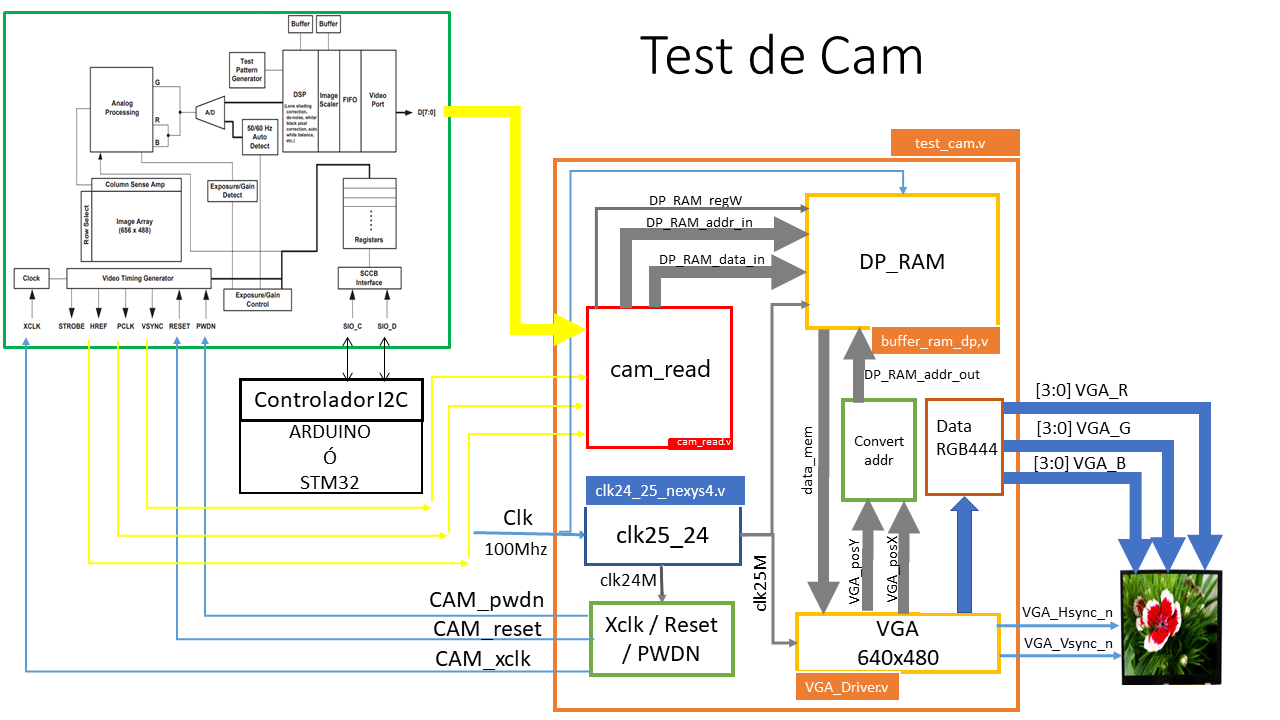 Test de Cam
Buffer
Buffer
Test
Pattern
Generator
DSP
(Lens shading
correction,
de-noise, white/
black pixel
correction, auto
white balance,
etc.)
Image
Scaler
FIFO
Video
Port
D[7:0]
Analog
Processing
G
R
B
A/D
50/60 Hz
Auto
Detect
Column Sense Amp
Row Select
Image Array
(656 x 488)
Exposure/Gain
Detect
Registers
Clock
Video Timing Generator
Exposure/Gain
Control
SCCB
Interface
XCLK
STROBE
HREF
PCLK
VSYNC
RESET
PWDN
SIO_C
SIO_D
Controlador I2C
ARDUINO
Ó
STM32
test_cam.v
DP_RAM_regW
DP_RAM_addr_in
DP_RAM_data_in
DP_RAM
buffer_ram_dp,v
cam_read
cam_read.v
DP_RAM_addr_out
data_mem
Convert
addr
Data
RGB444
[3:0] VGA_R
[3:0] VGA_G
[3:0] VGA_B
clk24_25_nexys4.v
Clk
100Mhz
clk25_24
clk24M
clk25M
VGA_posY
VGA_posX
CAM_pwdn
CAM_reset
CAM_xclk
Xclk / Reset
/ PWDN
VGA
640x480
VGA_Driver.v
VGA_Hsync_n
VGA_Vsync_n